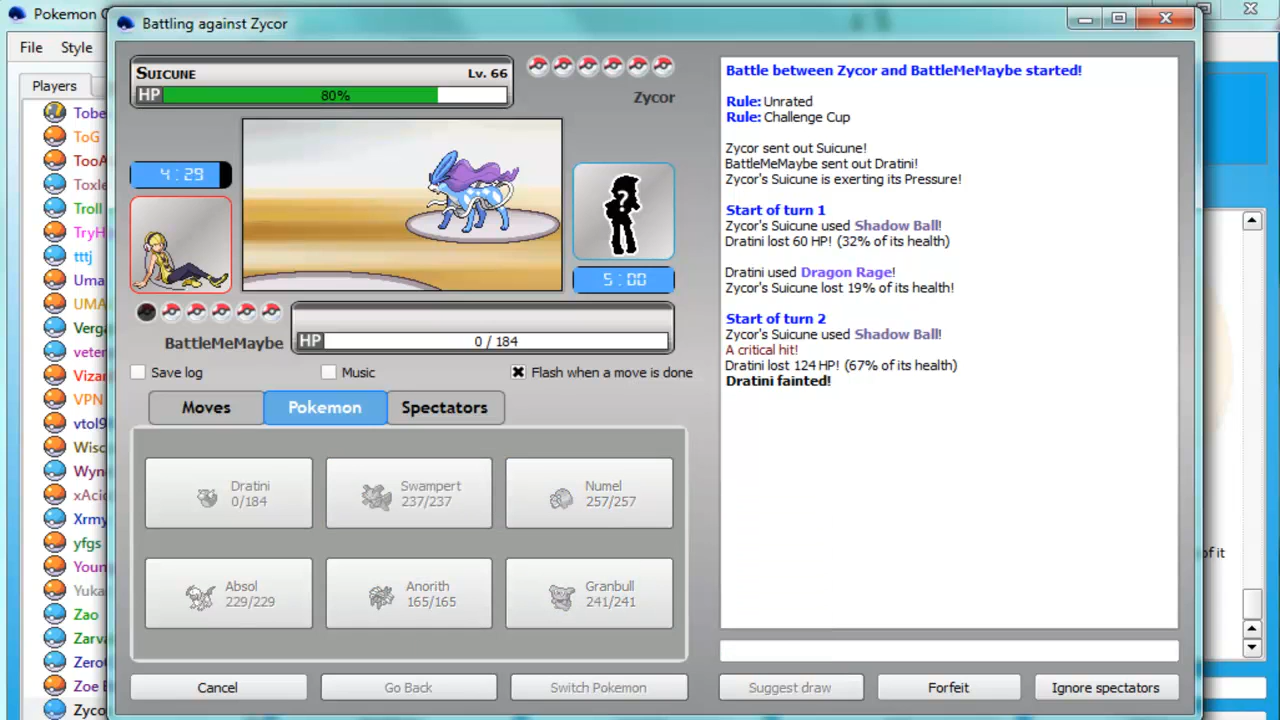 Pokemon O
Battling against Zycor
File Style
Players
Tobe
ToG
TooA
Toxle
Troll
TryH
tttj
Uma
UMA
Verga
veter
Vizar
VPN
vtol9
Wisc
Wyn
xAcid
Xrmy
yfgs
Youn
Yuka
Zao
Zarva
Zero
Zoe E
Zyco
SUICUNE Lv. 66
HP 80%
Zycor
4:29
?
5:00
BattleMeMaybe
HP 0 / 184
Save log Music Flash when a move is done
Moves Pokemon Spectators
Dratini
0/184
Swampert
237/237
Numel
257/257
Absol
229/229
Anorith
165/165
Granbull
241/241
Cancel Go Back Switch Pokemon
Battle between Zycor and BattleMeMaybe started!
Rule: Unrated
Rule: Challenge Cup
Zycor sent out Suicune!
BattleMeMaybe sent out Dratini!
Zycor's Suicune is exerting its Pressure!
Start of turn 1
Zycor's Suicune used Shadow Ball!
Dratini lost 60 HP! (32% of its health)
Dratini used Dragon Rage!
Zycor's Suicune lost 19% of its health!
Start of turn 2
Zycor's Suicune used Shadow Ball!
A critical hit!
Dratini lost 124 HP! (67% of its health)
Dratini fainted!
Suggest draw Forfeit Ignore spectators
of it